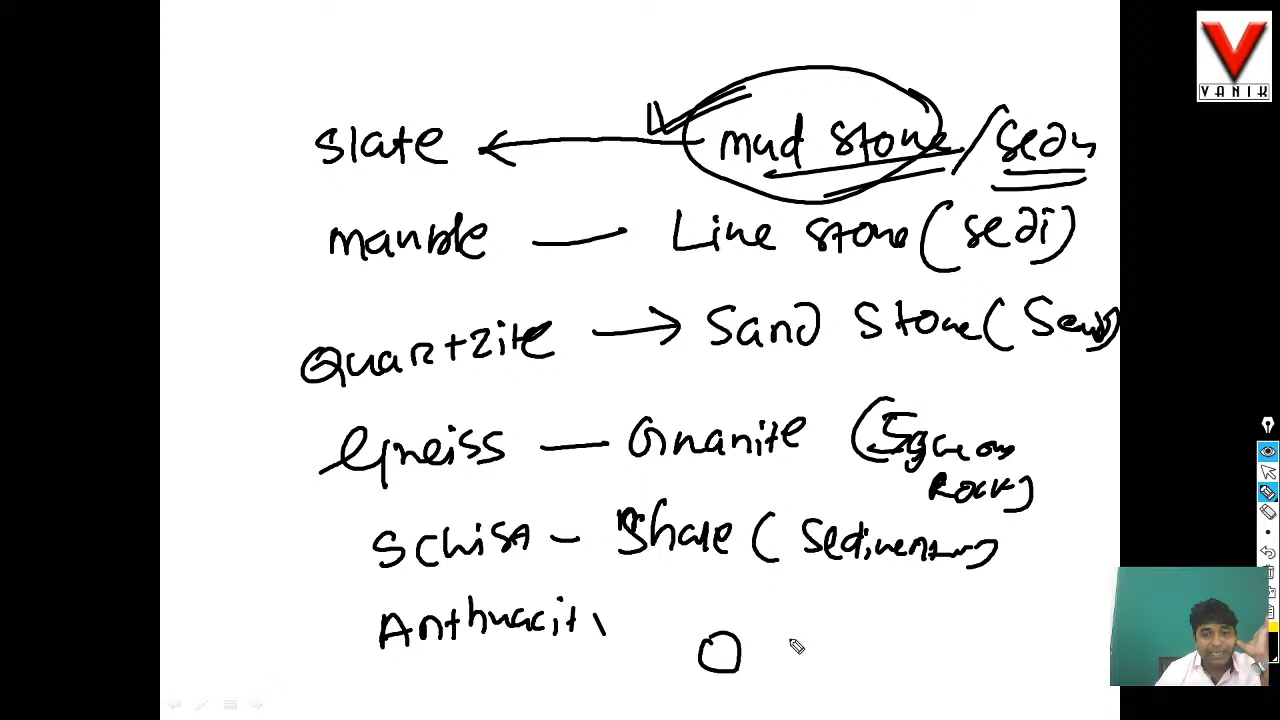 VANIK
Slate ← mud stone / sedi
marble — Lime stone (sedi)
Quartzite → Sand Stone (Sedi)
Gneiss — Granite (Igneous
Rock)
Schist — Shale (Sedimentary)
Anthracit